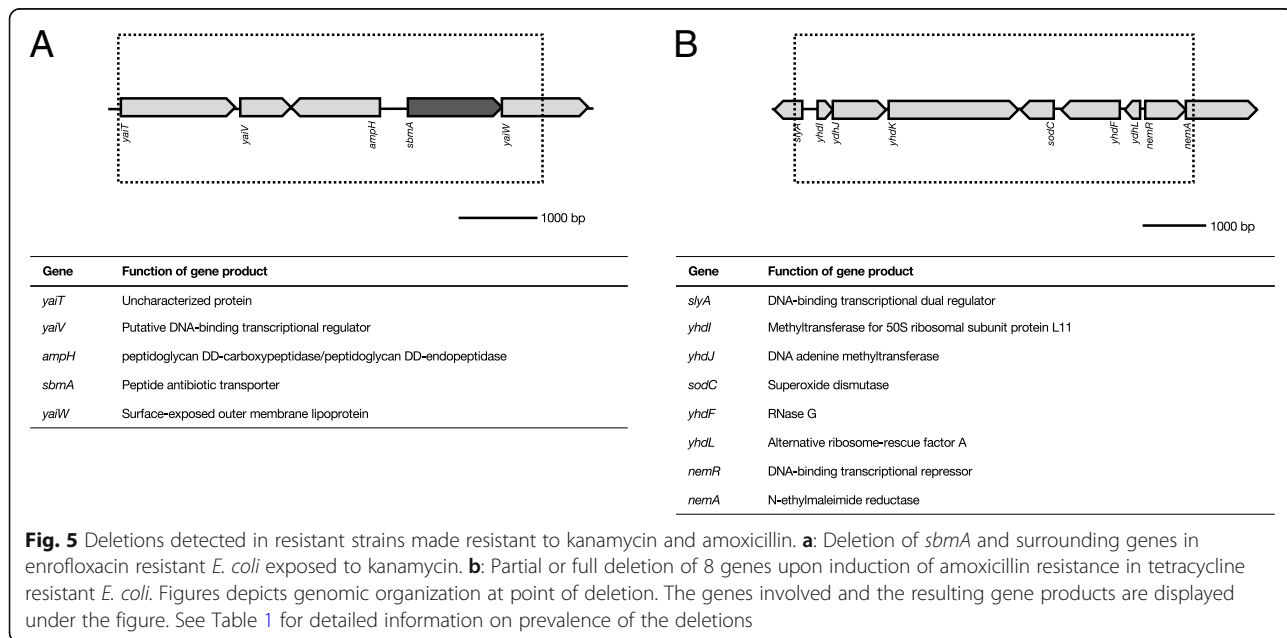 A
yaiT
yaiV
ampH
sbmA
yaiW
1000 bp
Gene Function of gene product
yaiT Uncharacterized protein
yaiV Putative DNA-binding transcriptional regulator
ampH peptidoglycan DD-carboxypeptidase/peptidoglycan DD-endopeptidase
sbmA Peptide antibiotic transporter
yaiW Surface-exposed outer membrane lipoprotein
B
slyA
yhdI
ydhJ
yhdK
sodC
yhdF
ydhL
nemR
nemA
1000 bp
Gene Function of gene product
slyA DNA-binding transcriptional dual regulator
yhdI Methyltransferase for 50S ribosomal subunit protein L11
yhdJ DNA adenine methyltransferase
sodC Superoxide dismutase
yhdF RNase G
yhdL Alternative ribosome-rescue factor A
nemR DNA-binding transcriptional repressor
nemA N-ethylmaleimide reductase
Fig. 5 Deletions detected in resistant strains made resistant to kanamycin and amoxicillin. a: Deletion of sbmA and surrounding genes in
enrofloxacin resistant E. coli exposed to kanamycin. b: Partial or full deletion of 8 genes upon induction of amoxicillin resistance in tetracycline
resistant E. coli. Figures depicts genomic organization at point of deletion. The genes involved and the resulting gene products are displayed
under the figure. See Table 1 for detailed information on prevalence of the deletions